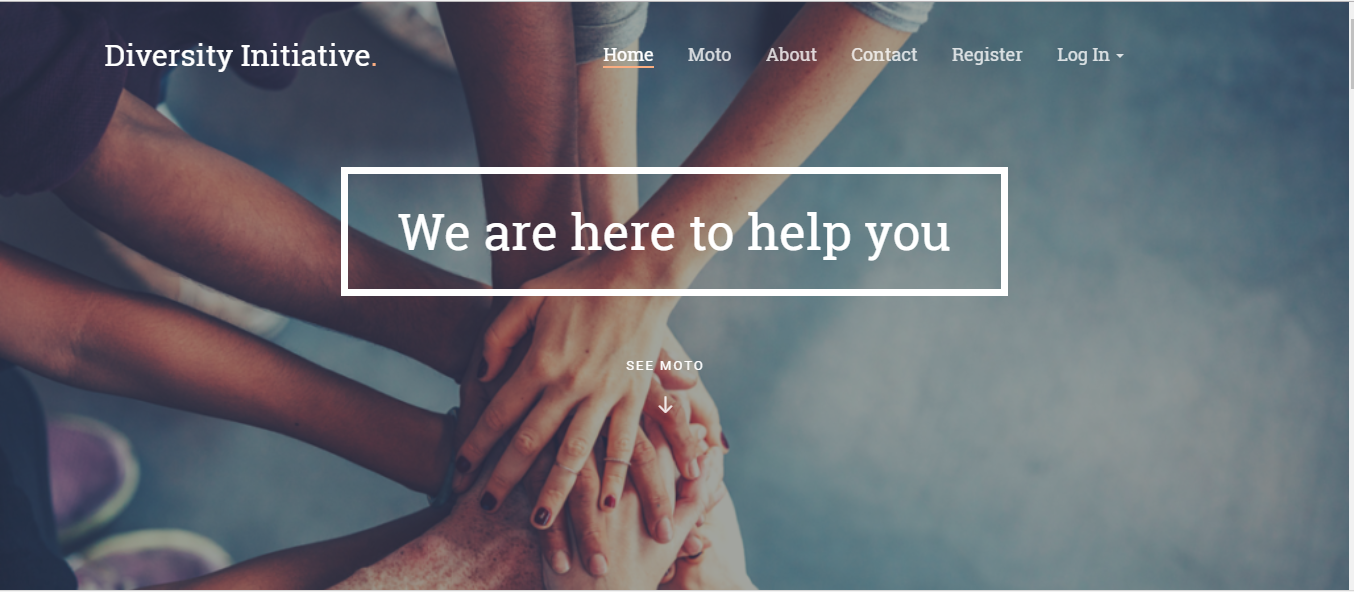 Diversity Initiative.
Home Moto About Contact Register Log In
We are here to help you
SEE MOTO